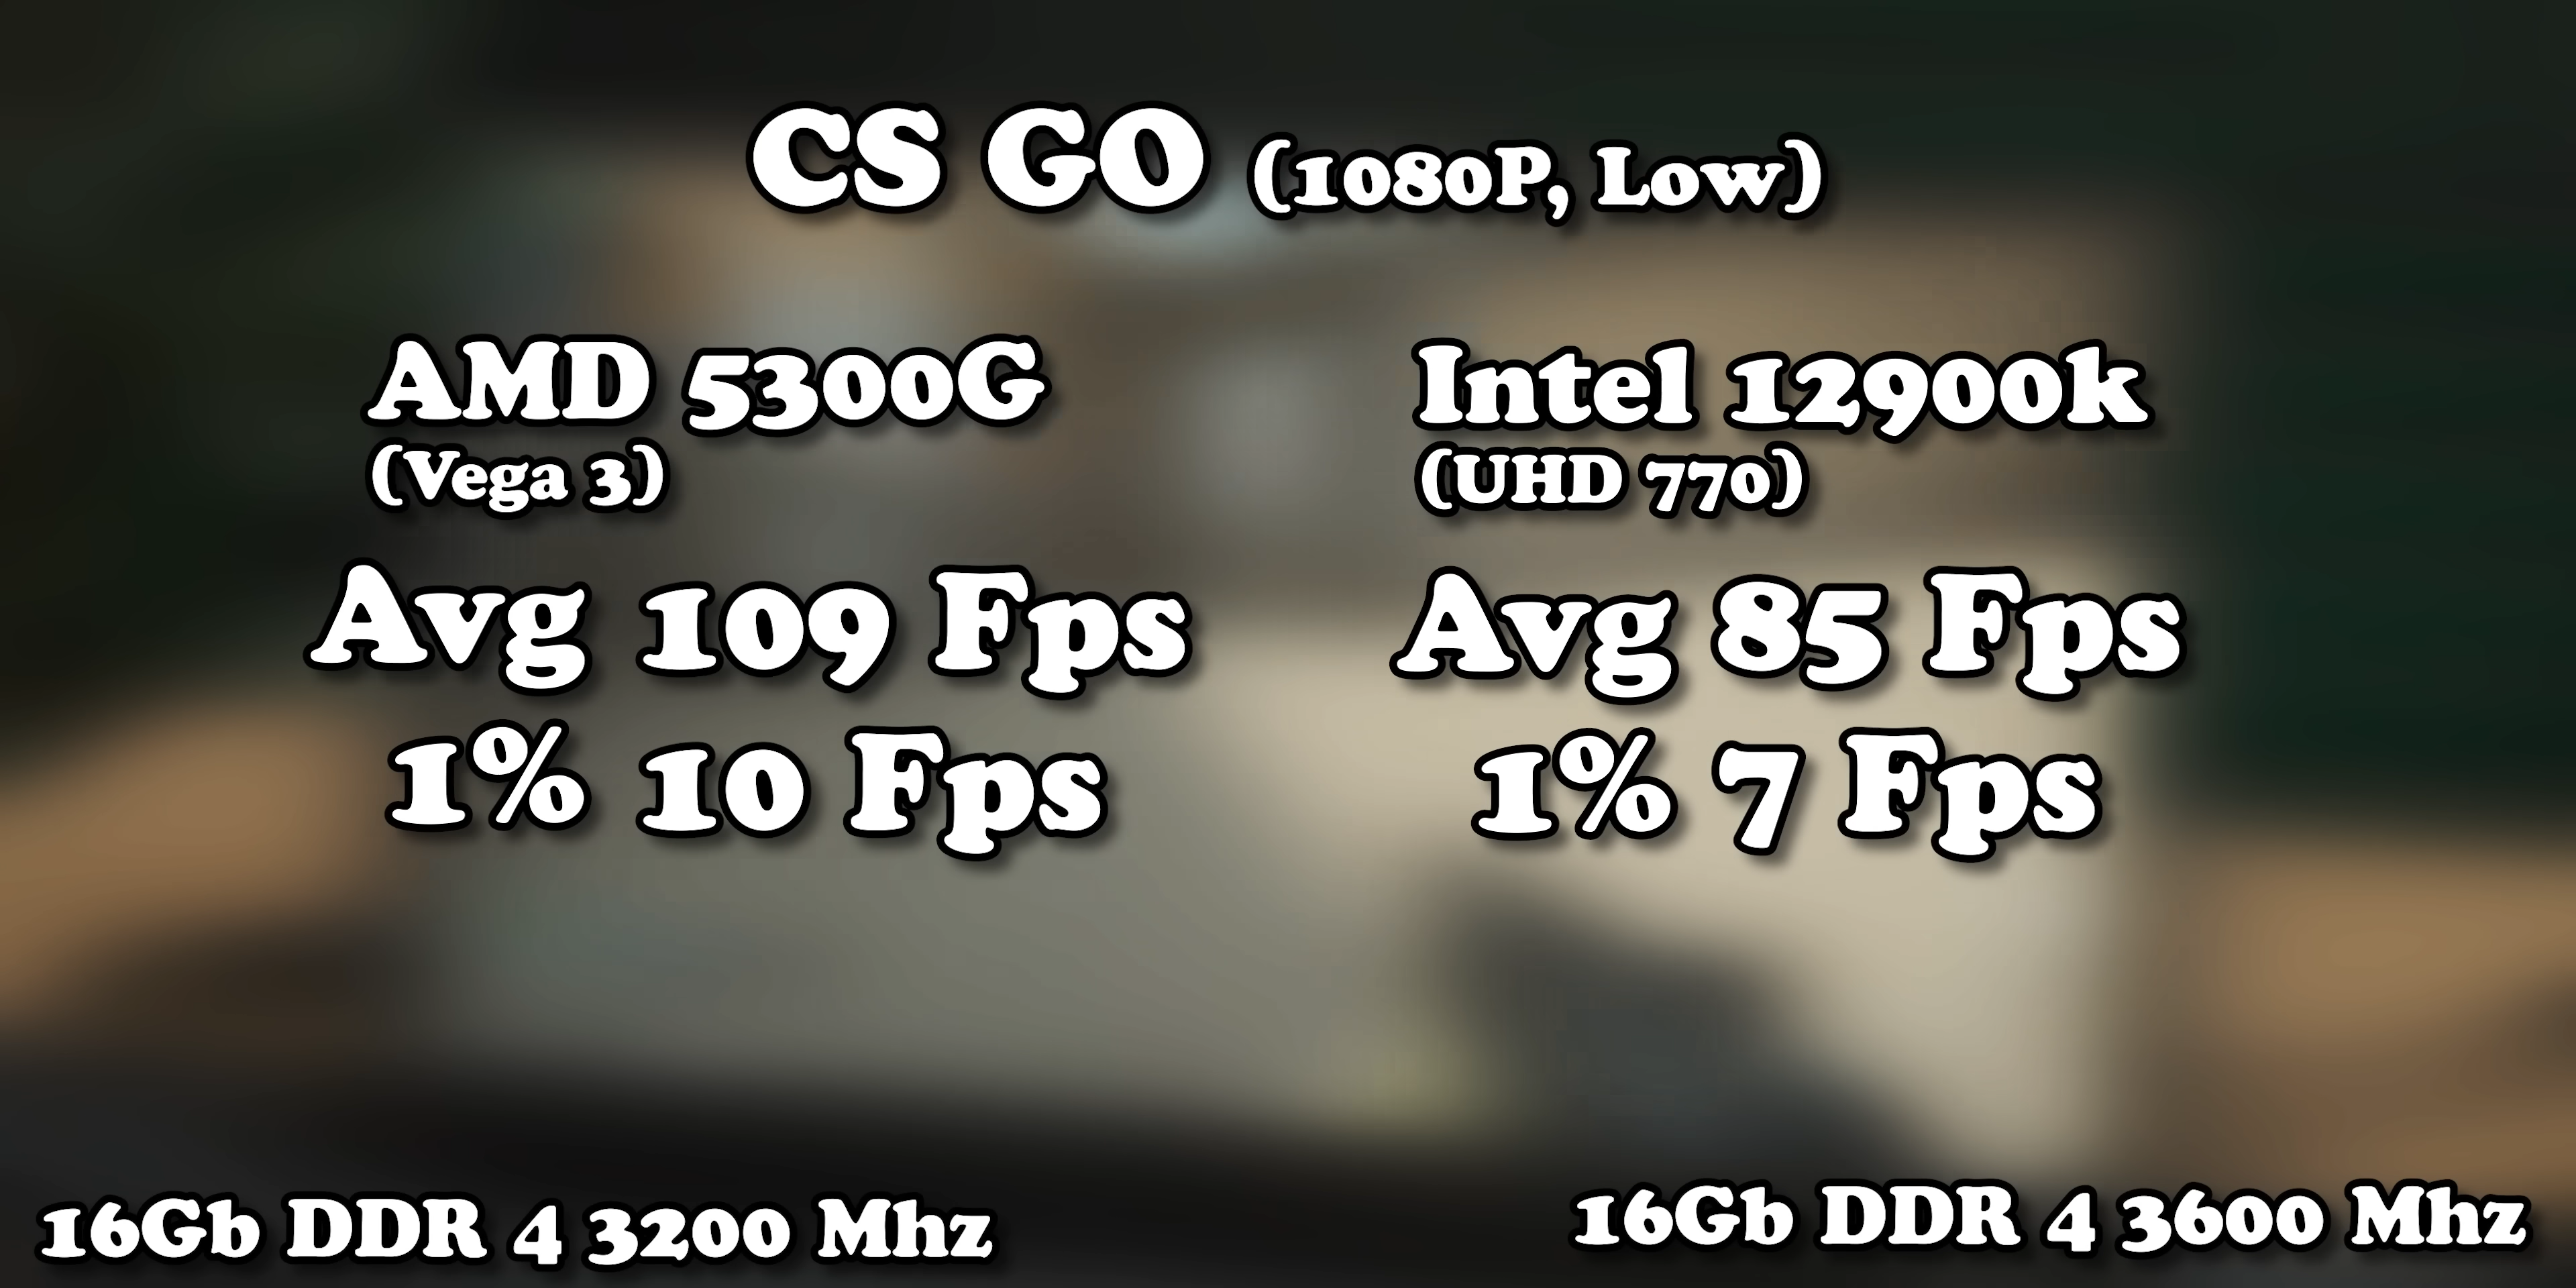 CS GO (1080P, Low)
AMD 5300G
(Vega 3)
Avg 109 Fps
1% 10 Fps
Intel 12900k
(UHD 770)
Avg 85 Fps
1% 7 Fps
16Gb DDR 4 3200 Mhz
16Gb DDR 4 3600 Mhz